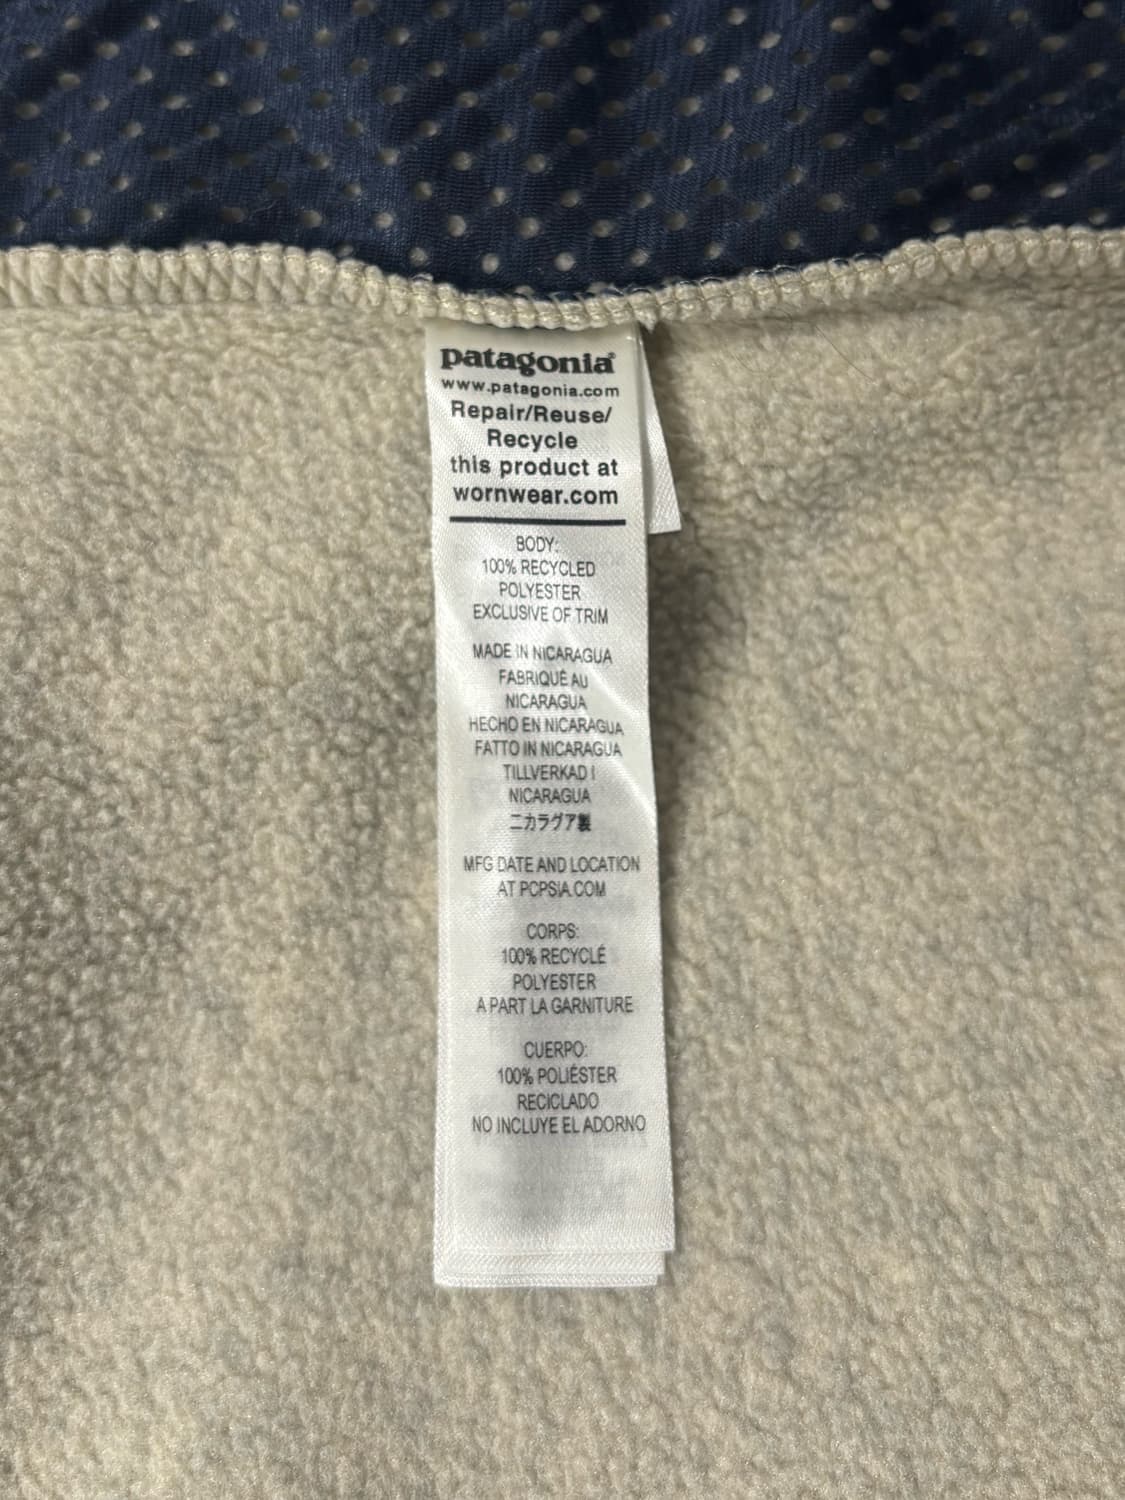 patagonia®
www.patagonia.com
Repair/Reuse/
Recycle
this product at
wornwear.com
BODY:
100% RECYCLED
POLYESTER
EXCLUSIVE OF TRIM
MADE IN NICARAGUA
FABRIQUÉ AU
NICARAGUA
HECHO EN NICARAGUA
FATTO IN NICARAGUA
TILLVERKAD I
NICARAGUA
ニカラグア製
MFG DATE AND LOCATION
AT PCPSIA.COM
CORPS:
100% RECYCLÉ
POLYESTER
A PART LA GARNITURE
CUERPO:
100% POLIÉSTER
RECICLADO
NO INCLUYE EL ADORNO